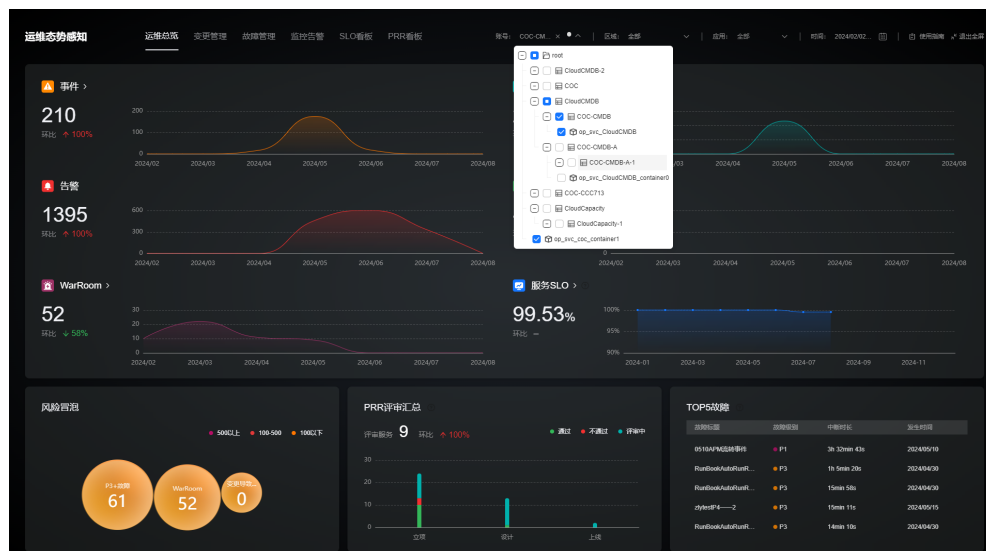 运维态势感知
运维总览 变更管理 故障管理 监控告警 SLO看板 PRR看板
账号: COC-CM... × 区域: 全部 应用: 全部 时间: 2024/02/02... 使用指南 退出全屏
root
CloudCMDB-2
COC
CloudCMDB
COC-CMDB
op_svc_CloudCMDB
COC-CMDB-A
COC-CMDB-A-1
op_svc_CloudCMDB_container0
COC-CCC713
CloudCapacity
CloudCapacity-1
op_svc_coc_container1
事件 >
210
环比 ↑ 100%
200
100
0
2024/02 2024/03 2024/04 2024/05 2024/06 2024/07 2024/08
/03 2024/04 2024/05 2024/06 2024/07 2024/08
告警
1395
环比 ↑ 100%
600
300
0
2024/02 2024/03 2024/04 2024/05 2024/06 2024/07 2024/08
0
2024/02 2024/03 2024/04 2024/05 2024/06 2024/07 2024/08
WarRoom >
52
环比 ↓ 56%
30
20
10
0
2024/02 2024/03 2024/04 2024/05 2024/06 2024/07 2024/08
服务SLO >
99.53%
环比 --
100%
95%
90%
2024-01 2024-03 2024-05 2024-07 2024-09 2024-11
风险冒泡
500以上 100-500 100以下
P3+故障
61
WarRoom
52
变更导致...
0
PRR评审汇总
评审服务 9 环比 ↑ 100%
通过 不通过 评审中
30
20
10
0
立项 设计 上线
TOP5故障
故障标题 故障级别 中断时长 发生时间
0510APM流转事件 P1 3h 32min 43s 2024/05/10
RunBookAutoRunR... P3 1h 5min 20s 2024/04/30
RunBookAutoRunR... P3 15min 58s 2024/04/30
zlytestP4——2 P3 15min 11s 2024/05/15
RunBookAutoRunR... P3 14min 10s 2024/04/30